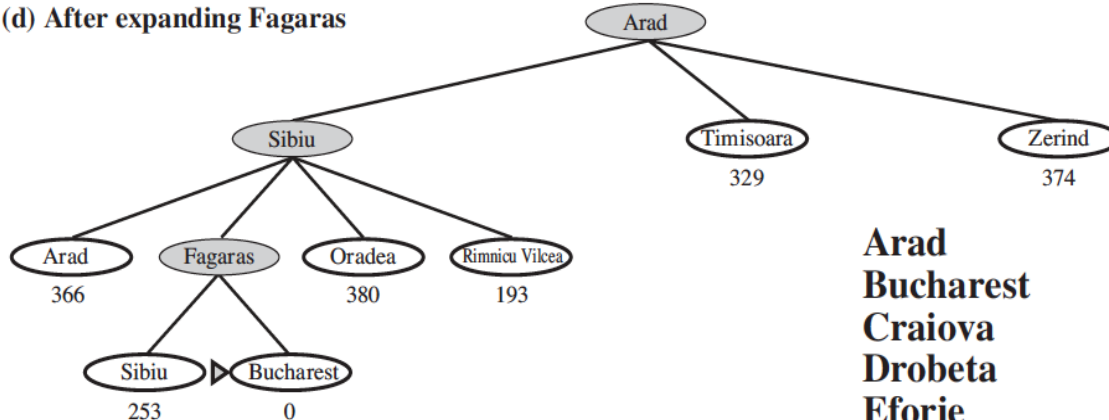 (d) After expanding Fagaras
Arad
Sibiu
Timisoara
Zerind
329
374
Arad
Fagaras
Oradea
Rimnicu Vilcea
366
380
193
Sibiu
Bucharest
253
0
Arad
Bucharest
Craiova
Drobeta
Eforie